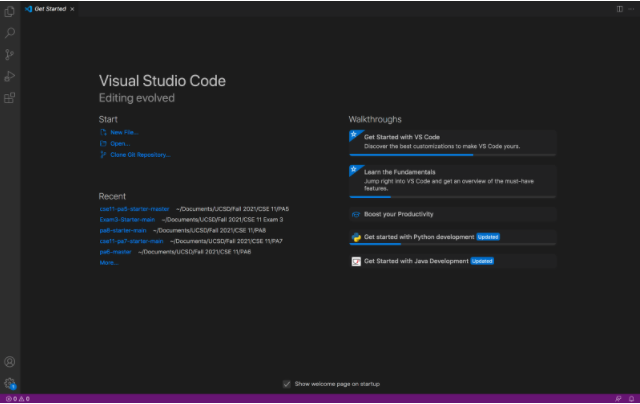 Get Started
Visual Studio Code
Editing evolved
Start
New File...
Open...
Clone Git Repository...
Recent
cse11-pa5-starter-master ~/Documents/UCSD/Fall 2021/CSE 11/PA5
Exam3-Starter-main ~/Documents/UCSD/Fall 2021/CSE 11 Exam 3
pa8-starter-main ~/Documents/UCSD/Fall 2021/CSE 11/PA8
cse11-pa7-starter-main ~/Documents/UCSD/Fall 2021/CSE 11/PA7
pa6-master ~/Documents/UCSD/Fall 2021/CSE 11/PA6
More...
Walkthroughs
Get Started with VS Code
Discover the best customizations to make VS Code yours.
Learn the Fundamentals
Jump right into VS Code and get an overview of the must-have
features.
Boost your Productivity
Get started with Python development Updated
Get Started with Java Development Updated
Show welcome page on startup
0 0